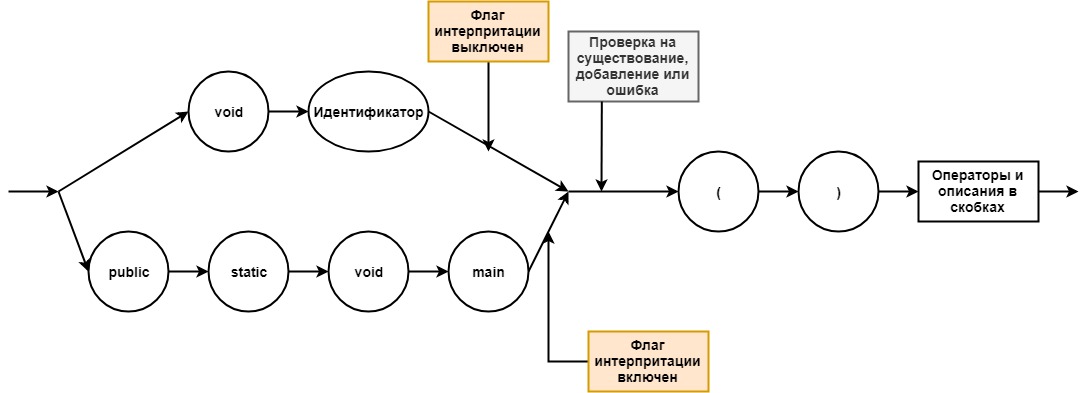 Флаг
интерпритации
выключен
Проверка на
существование,
добавление или
ошибка
void
Идентификатор
(
)
Операторы и
описания в
скобках
public
static
void
main
Флаг
интерпритации
включен